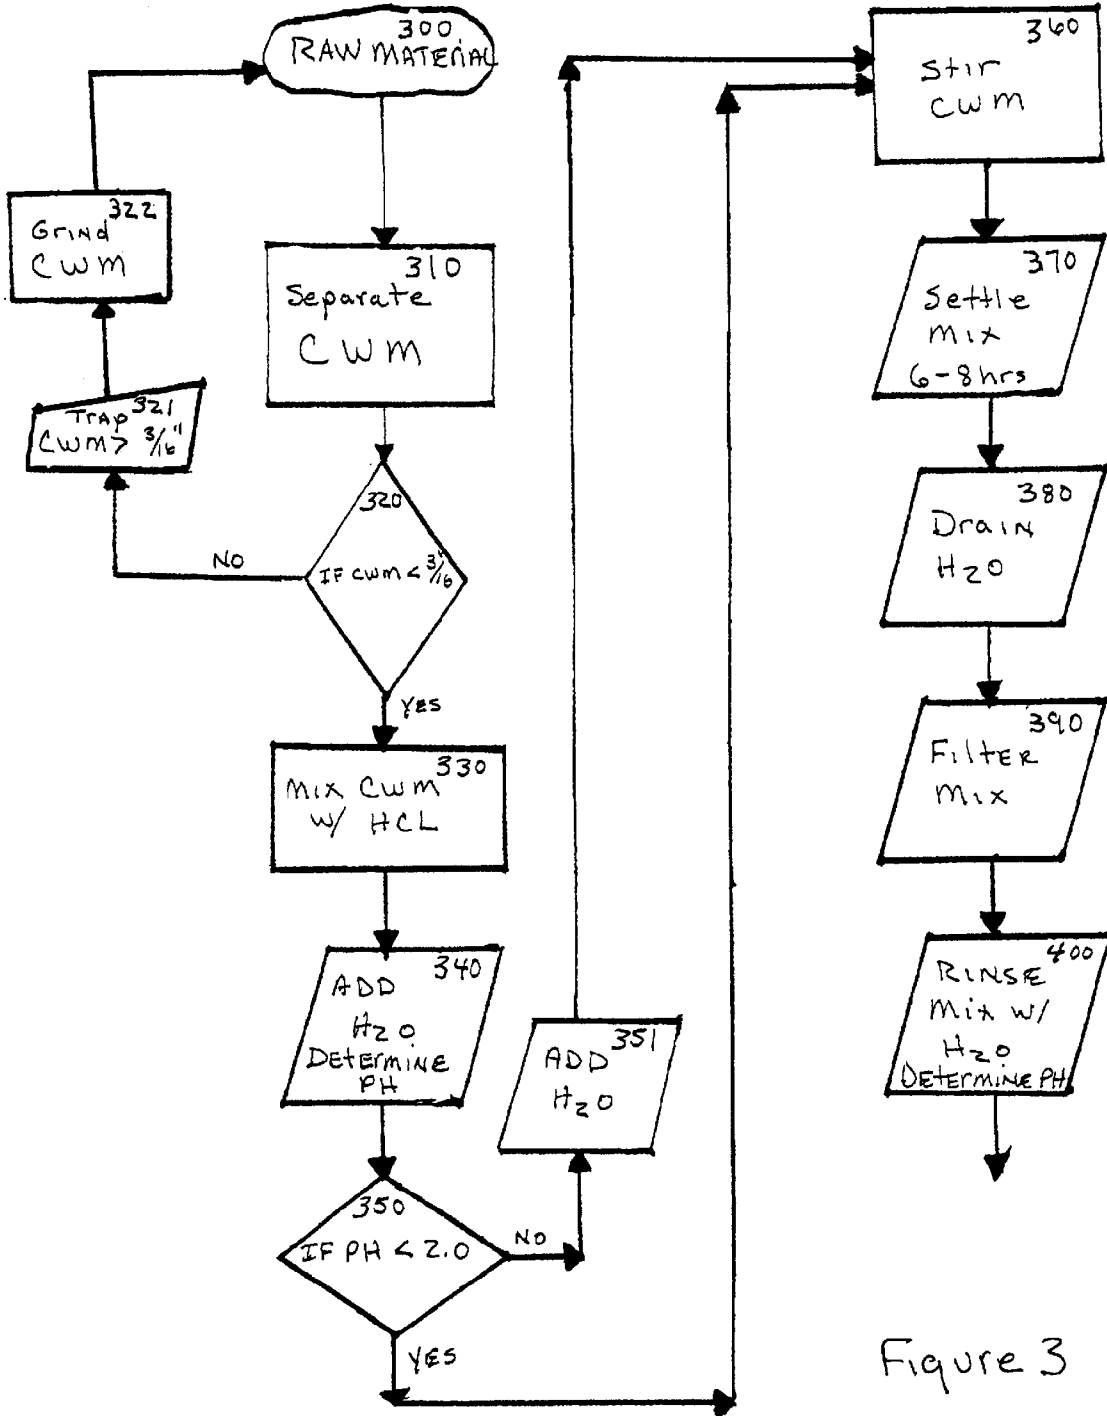 300
RAW MATERIAL
322
Grind
CWM
310
Separate
CWM
321
Trap
CWM> 3/16"
320
IF CWM < 3/16"
NO
YES
330
Mix CWM
W/ HCL
340
ADD
H2O
DETERMINE
PH
351
ADD
H2O
350
IF PH < 2.0
NO
YES
360
Stir
CWM
370
Settle
Mix
6-8 hrs
380
Drain
H2O
390
Filter
Mix
400
RINSE
Mix W/
H2O
DETERMINE PH
Figure 3